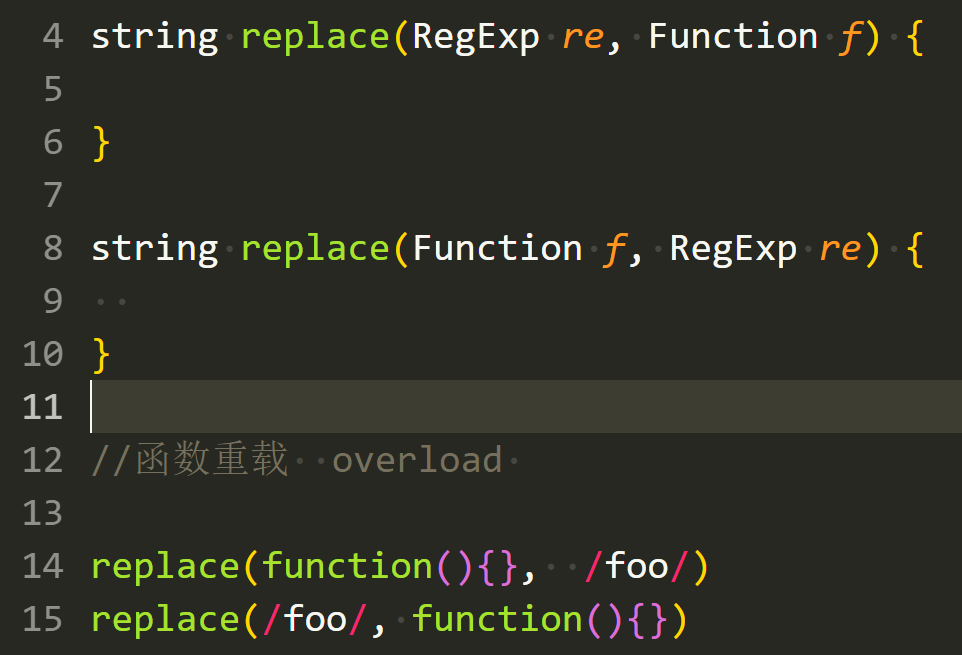 4 string replace(RegExp re, Function f) {
5
6 }
7
8 string replace(Function f, RegExp re) {
9
10 }
11
12 //函数重载  overload
13
14 replace(function(){},  /foo/)
15 replace(/foo/, function(){})